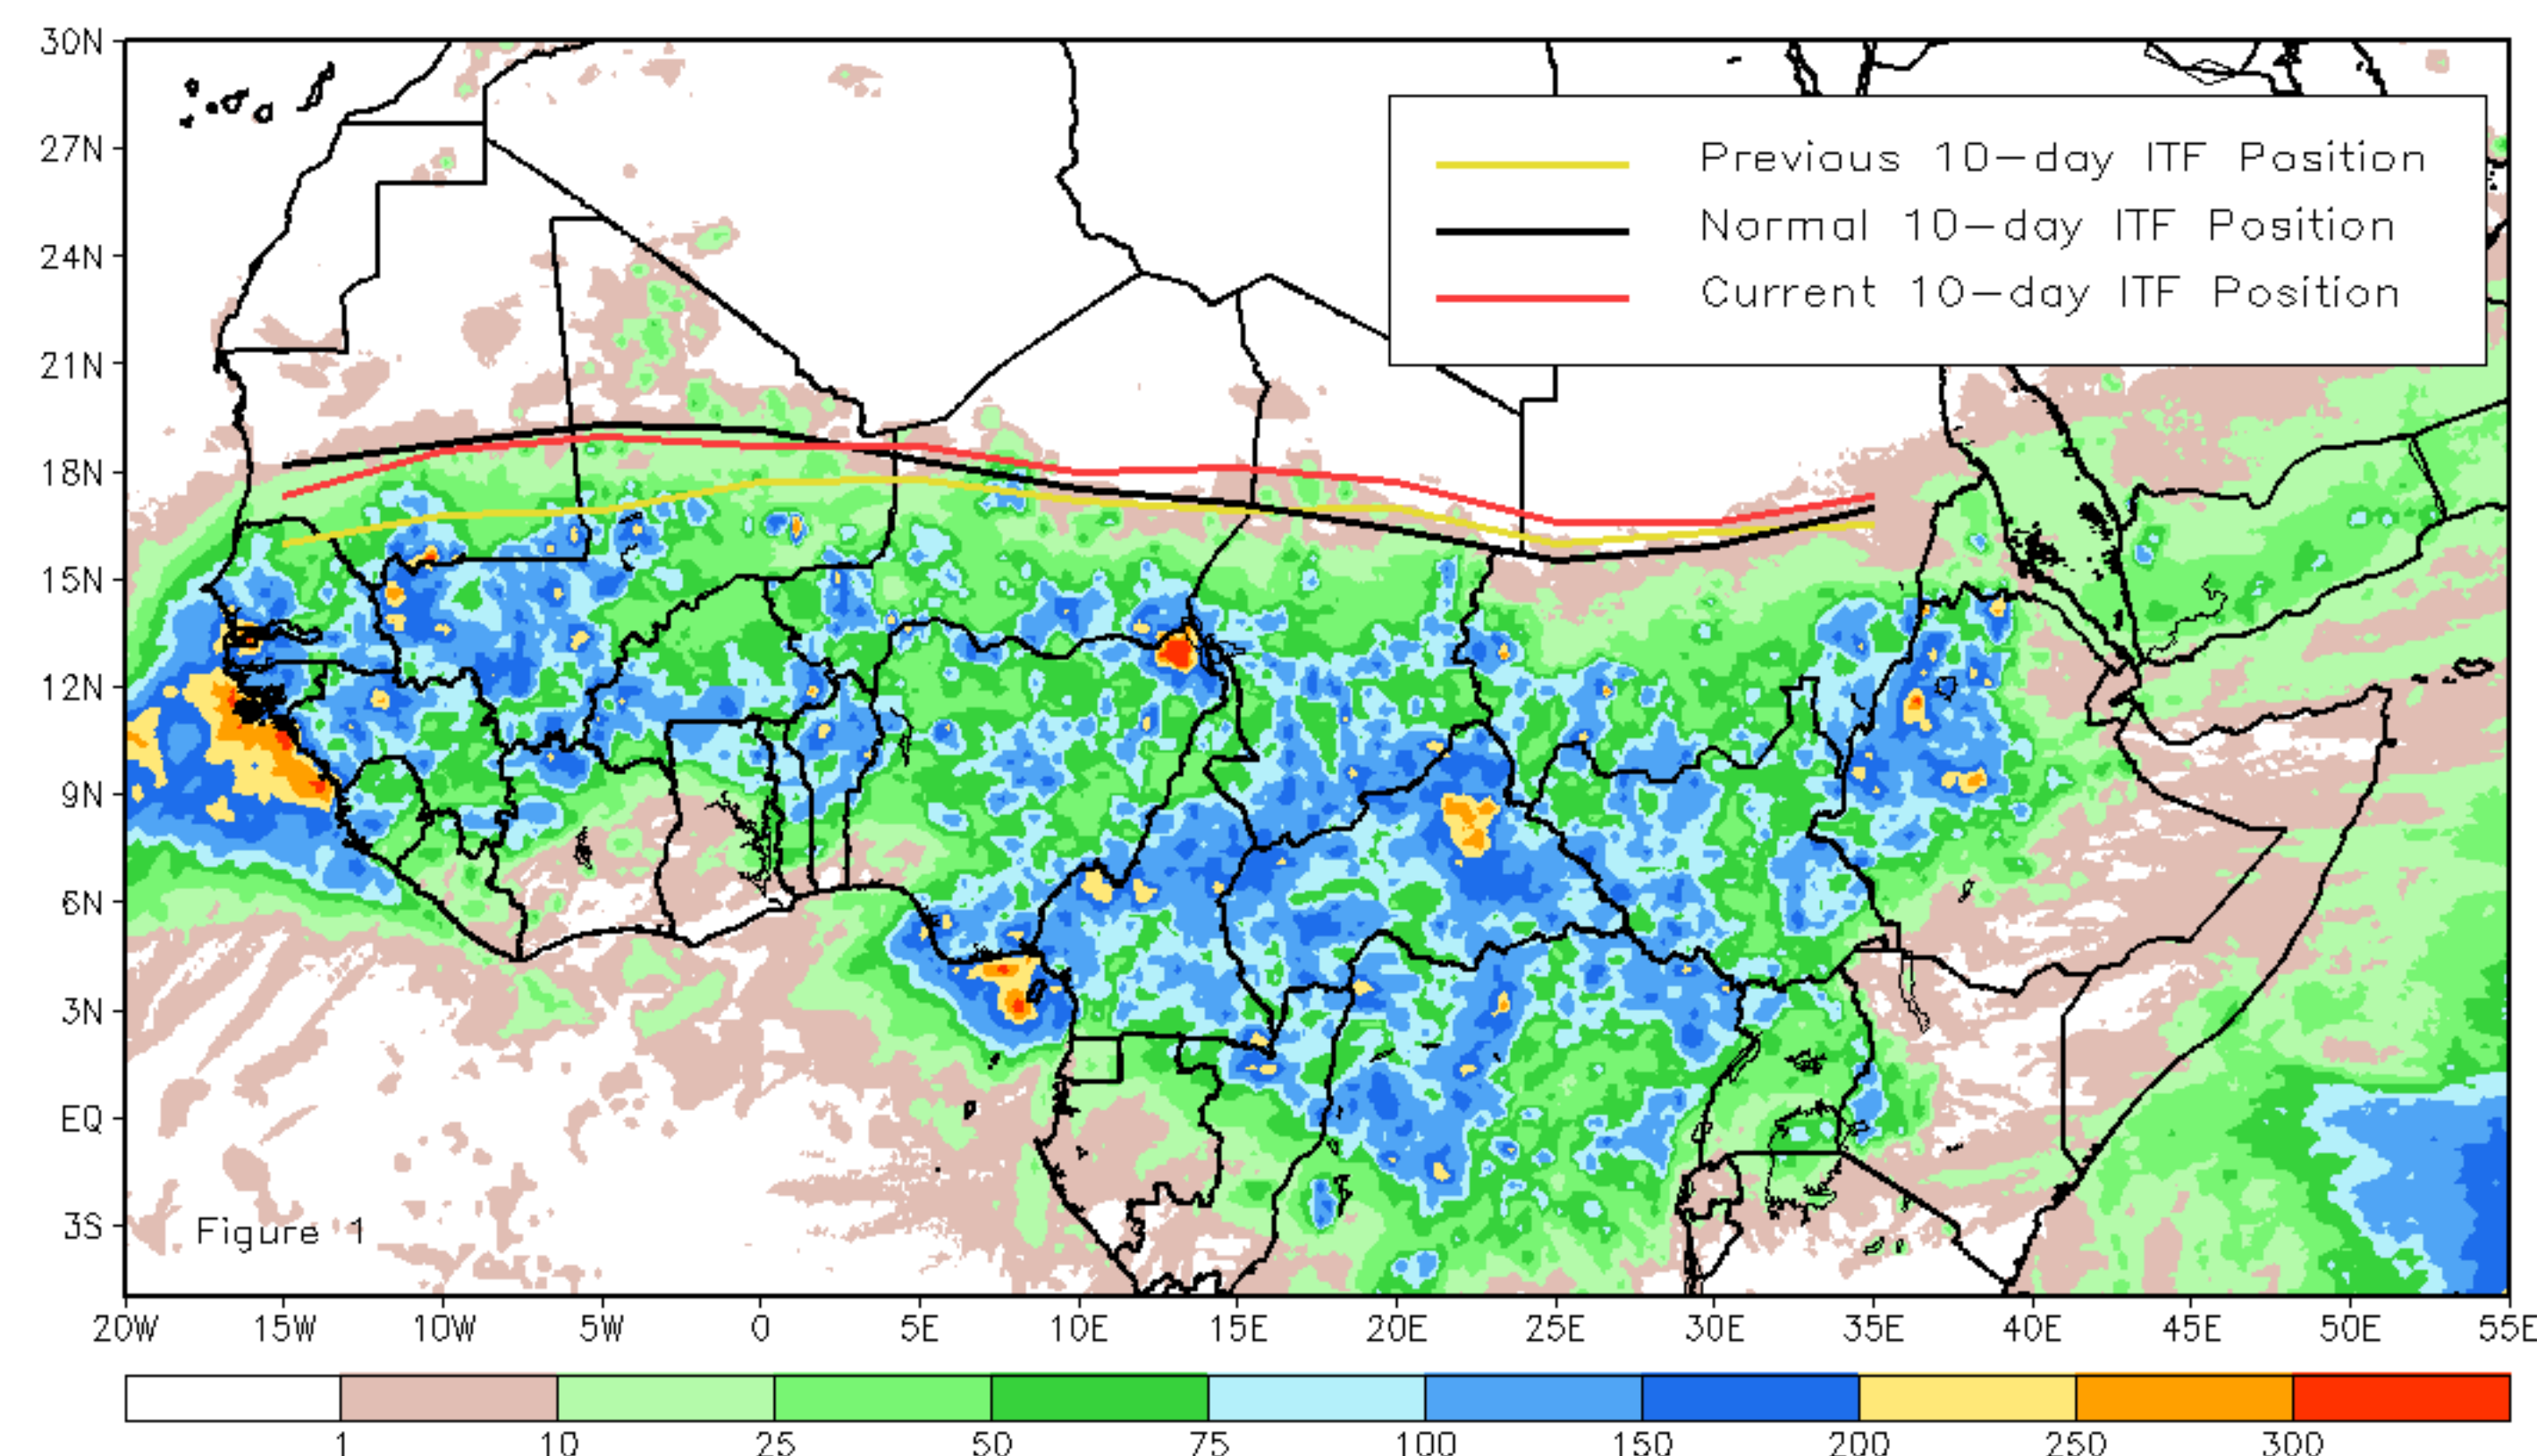 30N
27N
24N
21N
18N
15N
12N
9N
6N
3N
EQ
3S
Previous 10-day ITF Position
Normal 10-day ITF Position
Current 10-day ITF Position
Figure 1
20W 15W 10W 5W 0 5E 10E 15E 20E 25E 30E 35E 40E 45E 50E 55E
1 10 25 50 75 100 150 200 250 300